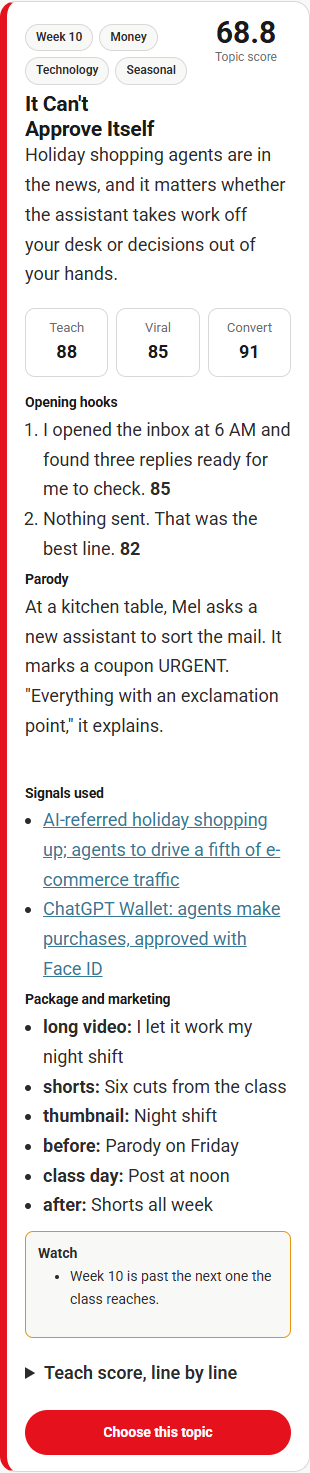 Week 10
Money
68.8
Topic score
Technology
Seasonal
It Can't
Approve Itself
Holiday shopping agents are in
the news, and it matters whether
the assistant takes work off
your desk or decisions out of
your hands.
Teach
88
Viral
85
Convert
91
Opening hooks
1. I opened the inbox at 6 AM and
found three replies ready for
me to check. 85
2. Nothing sent. That was the
best line. 82
Parody
At a kitchen table, Mel asks a
new assistant to sort the mail. It
marks a coupon URGENT.
"Everything with an exclamation
point," it explains.
Signals used
• AI-referred holiday shopping
up; agents to drive a fifth of e-
commerce traffic
• ChatGPT Wallet: agents make
purchases, approved with
Face ID
Package and marketing
• long video: I let it work my
night shift
• shorts: Six cuts from the class
• thumbnail: Night shift
• before: Parody on Friday
• class day: Post at noon
• after: Shorts all week
Watch
• Week 10 is past the next one the
class reaches.
▶ Teach score, line by line
Choose this topic